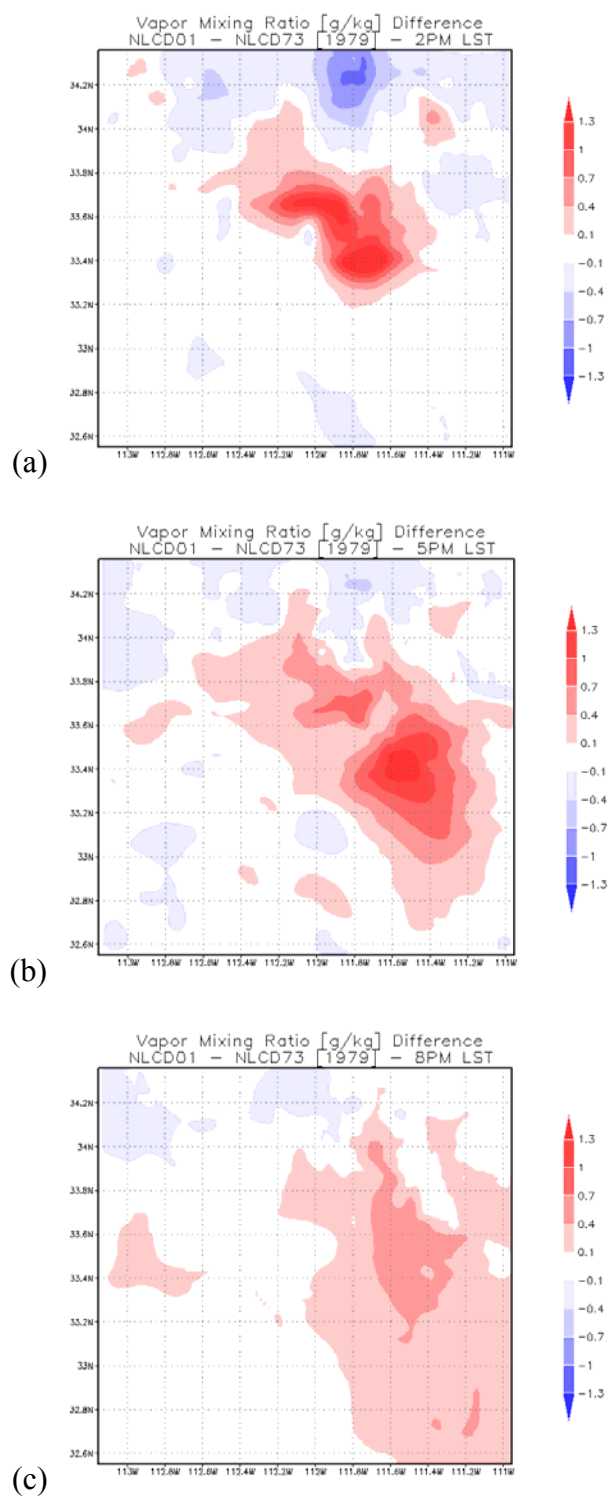 Vapor Mixing Ratio [g/kg] Difference
NLCD01 – NLCD73 [1979] – 2PM LST
34.2N
34N
33.8N
33.6N
33.4N
33.2N
33N
32.8N
32.6N
113W 112.8W 112.6W 112.4W 112.2W 112W 111.8W 111.6W 111.4W 111.2W 111W
1.3
1
0.7
0.4
0.1
−0.1
−0.4
−0.7
−1
−1.3
(a)
Vapor Mixing Ratio [g/kg] Difference
NLCD01 – NLCD73 [1979] – 5PM LST
34.2N
34N
33.8N
33.6N
33.4N
33.2N
33N
32.8N
32.6N
113W 112.8W 112.6W 112.4W 112.2W 112W 111.8W 111.6W 111.4W 111.2W 111W
1.3
1
0.7
0.4
0.1
−0.1
−0.4
−0.7
−1
−1.3
(b)
Vapor Mixing Ratio [g/kg] Difference
NLCD01 – NLCD73 [1979] – 8PM LST
34.2N
34N
33.8N
33.6N
33.4N
33.2N
33N
32.8N
32.6N
113W 112.8W 112.6W 112.4W 112.2W 112W 111.8W 111.6W 111.4W 111.2W 111W
1.3
1
0.7
0.4
0.1
−0.1
−0.4
−0.7
−1
−1.3
(c)